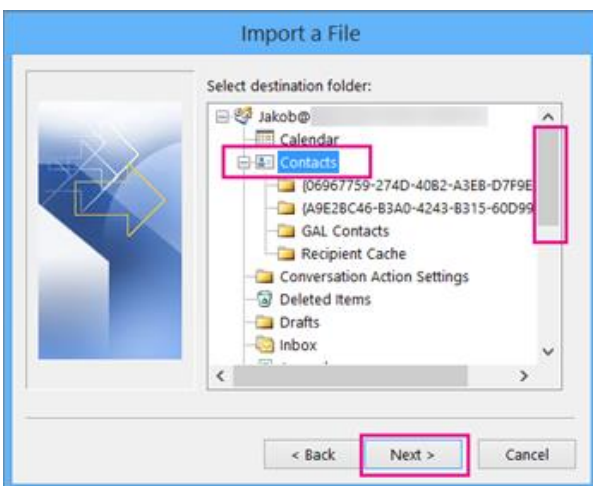 Import a File
Select destination folder:
Jakob@
Calendar
Contacts
{06967759-274D-40B2-A3EB-D7F9E
{A9E2BC46-B3A0-4243-B315-60D99
GAL Contacts
Recipient Cache
Conversation Action Settings
Deleted Items
Drafts
Inbox
< Back Next > Cancel